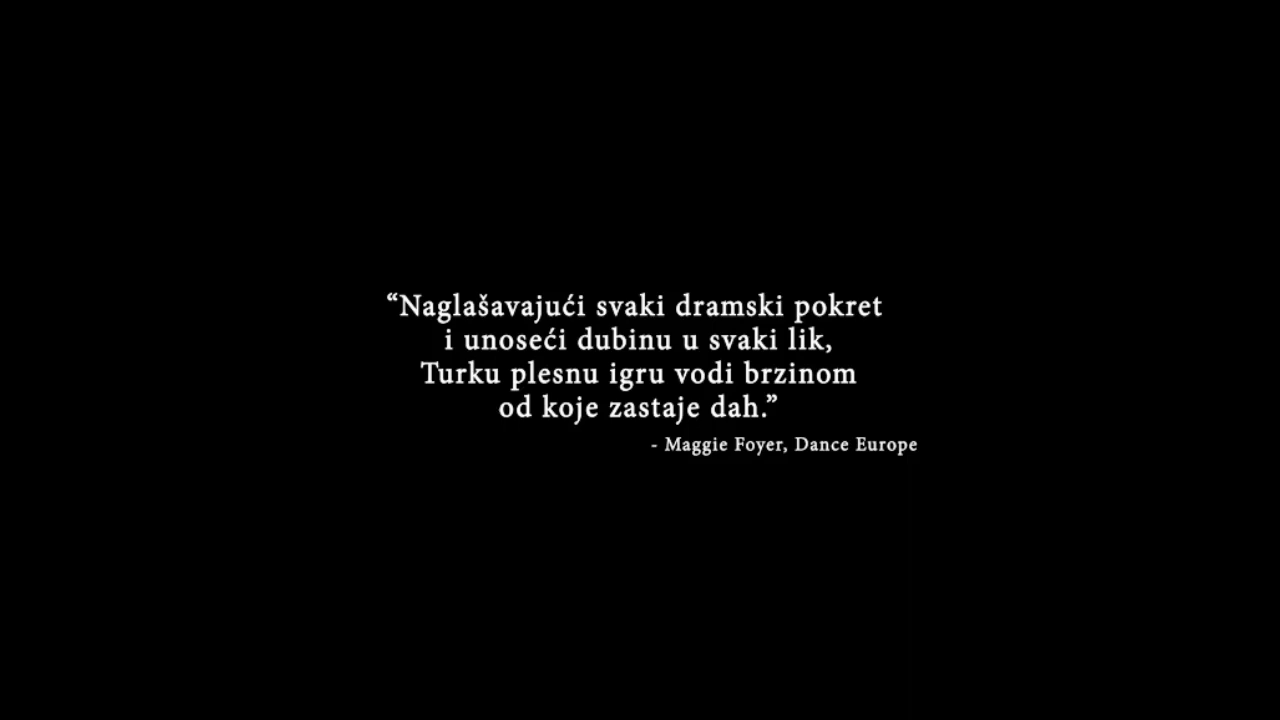 “Naglašavajući svaki dramski pokret
i unoseći dubinu u svaki lik,
Turku plesnu igru vodi brzinom
od koje zastaje dah.”
- Maggie Foyer, Dance Europe